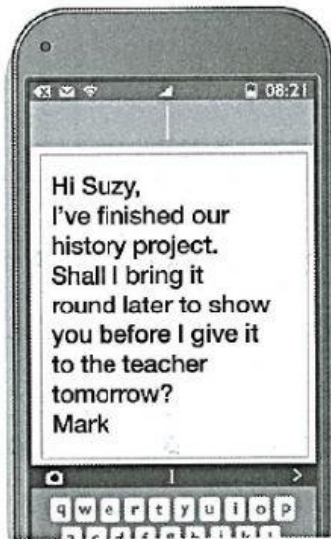 08:21
Hi Suzy,
I've finished our
history project.
Shall I bring it
round later to show
you before I give it
to the teacher
tomorrow?
Mark
q w e r t y u i o p